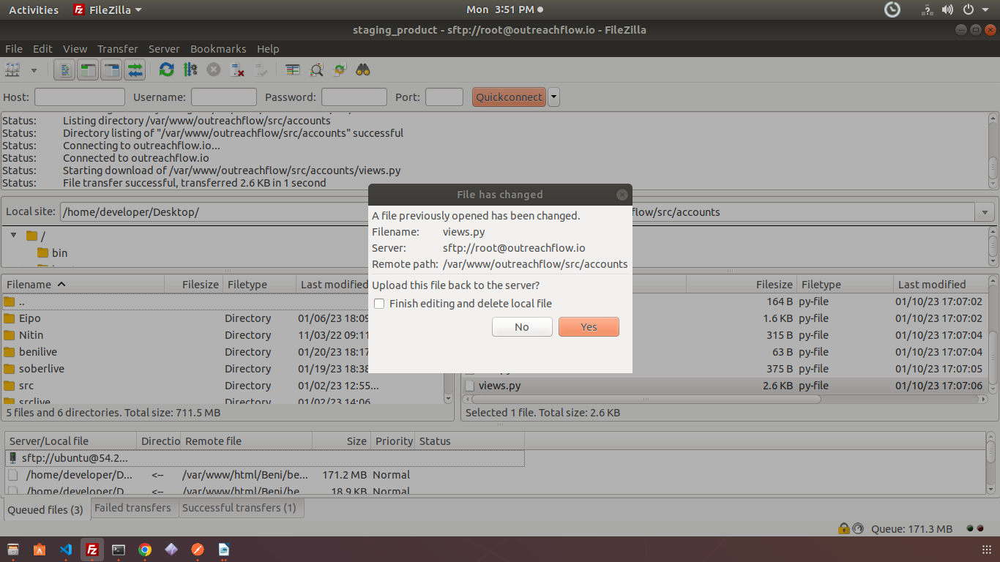 Activities FileZilla Mon 3:51 PM
staging_product - sftp://root@outreachflow.io - FileZilla
File Edit View Transfer Server Bookmarks Help
Host: Username: Password: Port: Quickconnect
Status: Listing directory /var/www/outreachflow/src/accounts
Status: Directory listing of "/var/www/outreachflow/src/accounts" successful
Status: Connecting to outreachflow.io...
Status: Connected to outreachflow.io
Status: Starting download of /var/www/outreachflow/src/accounts/views.py
Status: File transfer successful, transferred 2.6 KB in 1 second
File has changed
A file previously opened has been changed.
Filename: views.py
Server: sftp://root@outreachflow.io
Remote path: /var/www/outreachflow/src/accounts
Upload this file back to the server?
Finish editing and delete local file
No Yes
Local site: /home/developer/Desktop/
flow/src/accounts
/
bin
Filename Filesize Filetype Last modified
..
Eipo Directory 01/06/23 18:09
Nitin Directory 11/03/22 09:11
benilive Directory 01/20/23 18:17
soberlive Directory 01/19/23 18:38
src Directory 01/02/23 12:55...
srclive Directory 01/02/23 14:06
5 files and 6 directories. Total size: 711.5 MB
Filesize Filetype Last modified
164 B py-file 01/10/23 17:07:02
1.6 KB py-file 01/10/23 17:07:02
315 B py-file 01/10/23 17:07:04
63 B py-file 01/10/23 17:07:04
375 B py-file 01/10/23 17:07:05
views.py 2.6 KB py-file 01/10/23 17:07:06
Selected 1 file. Total size: 2.6 KB
Server/Local file Directio Remote file Size Priority Status
sftp://ubuntu@54.2...
/home/developer/D... <-- /var/www/html/Beni/be... 171.2 MB Normal
/home/developer/D <-- /var/www/html/Beni/be 18.9 KB Normal
Queued files (3) Failed transfers Successful transfers (1)
Queue: 171.3 MB